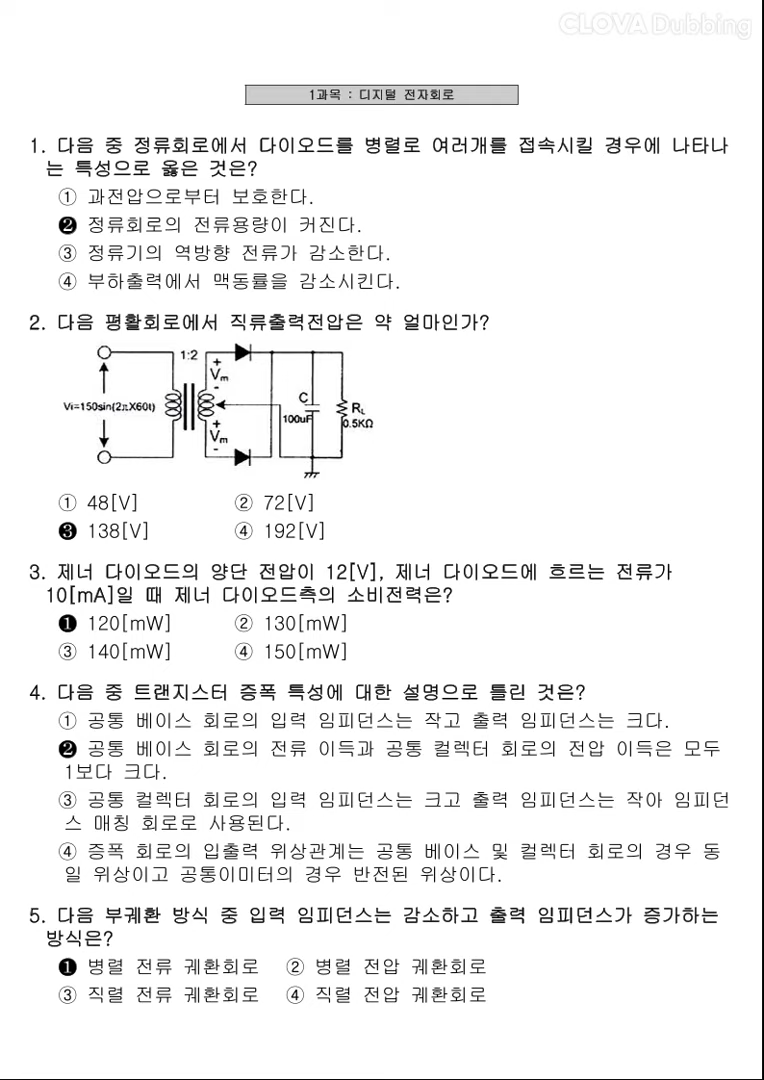 CLOVA Dubbing
1과목 : 디지털 전자회로
1. 다음 중 정류회로에서 다이오드를 병렬로 여러개를 접속시킬 경우에 나타나
는 특성으로 옳은 것은?
① 과전압으로부터 보호한다.
❷ 정류회로의 전류용량이 커진다.
③ 정류기의 역방향 전류가 감소한다.
④ 부하출력에서 맥동률을 감소시킨다.
2. 다음 평활회로에서 직류출력전압은 약 얼마인가?
1:2
+
Vm
-
Vi=150sin(2πX60t)
C
100uF
RL
0.5KΩ
+
Vm
-
① 48[V] ② 72[V]
❸ 138[V] ④ 192[V]
3. 제너 다이오드의 양단 전압이 12[V], 제너 다이오드에 흐르는 전류가
10[mA]일 때 제너 다이오드측의 소비전력은?
❶ 120[mW] ② 130[mW]
③ 140[mW] ④ 150[mW]
4. 다음 중 트랜지스터 증폭 특성에 대한 설명으로 틀린 것은?
① 공통 베이스 회로의 입력 임피던스는 작고 출력 임피던스는 크다.
❷ 공통 베이스 회로의 전류 이득과 공통 컬렉터 회로의 전압 이득은 모두
1보다 크다.
③ 공통 컬렉터 회로의 입력 임피던스는 크고 출력 임피던스는 작아 임피던
스 매칭 회로로 사용된다.
④ 증폭 회로의 입출력 위상관계는 공통 베이스 및 컬렉터 회로의 경우 동
일 위상이고 공통이미터의 경우 반전된 위상이다.
5. 다음 부궤환 방식 중 입력 임피던스는 감소하고 출력 임피던스가 증가하는
방식은?
❶ 병렬 전류 궤환회로 ② 병렬 전압 궤환회로
③ 직렬 전류 궤환회로 ④ 직렬 전압 궤환회로